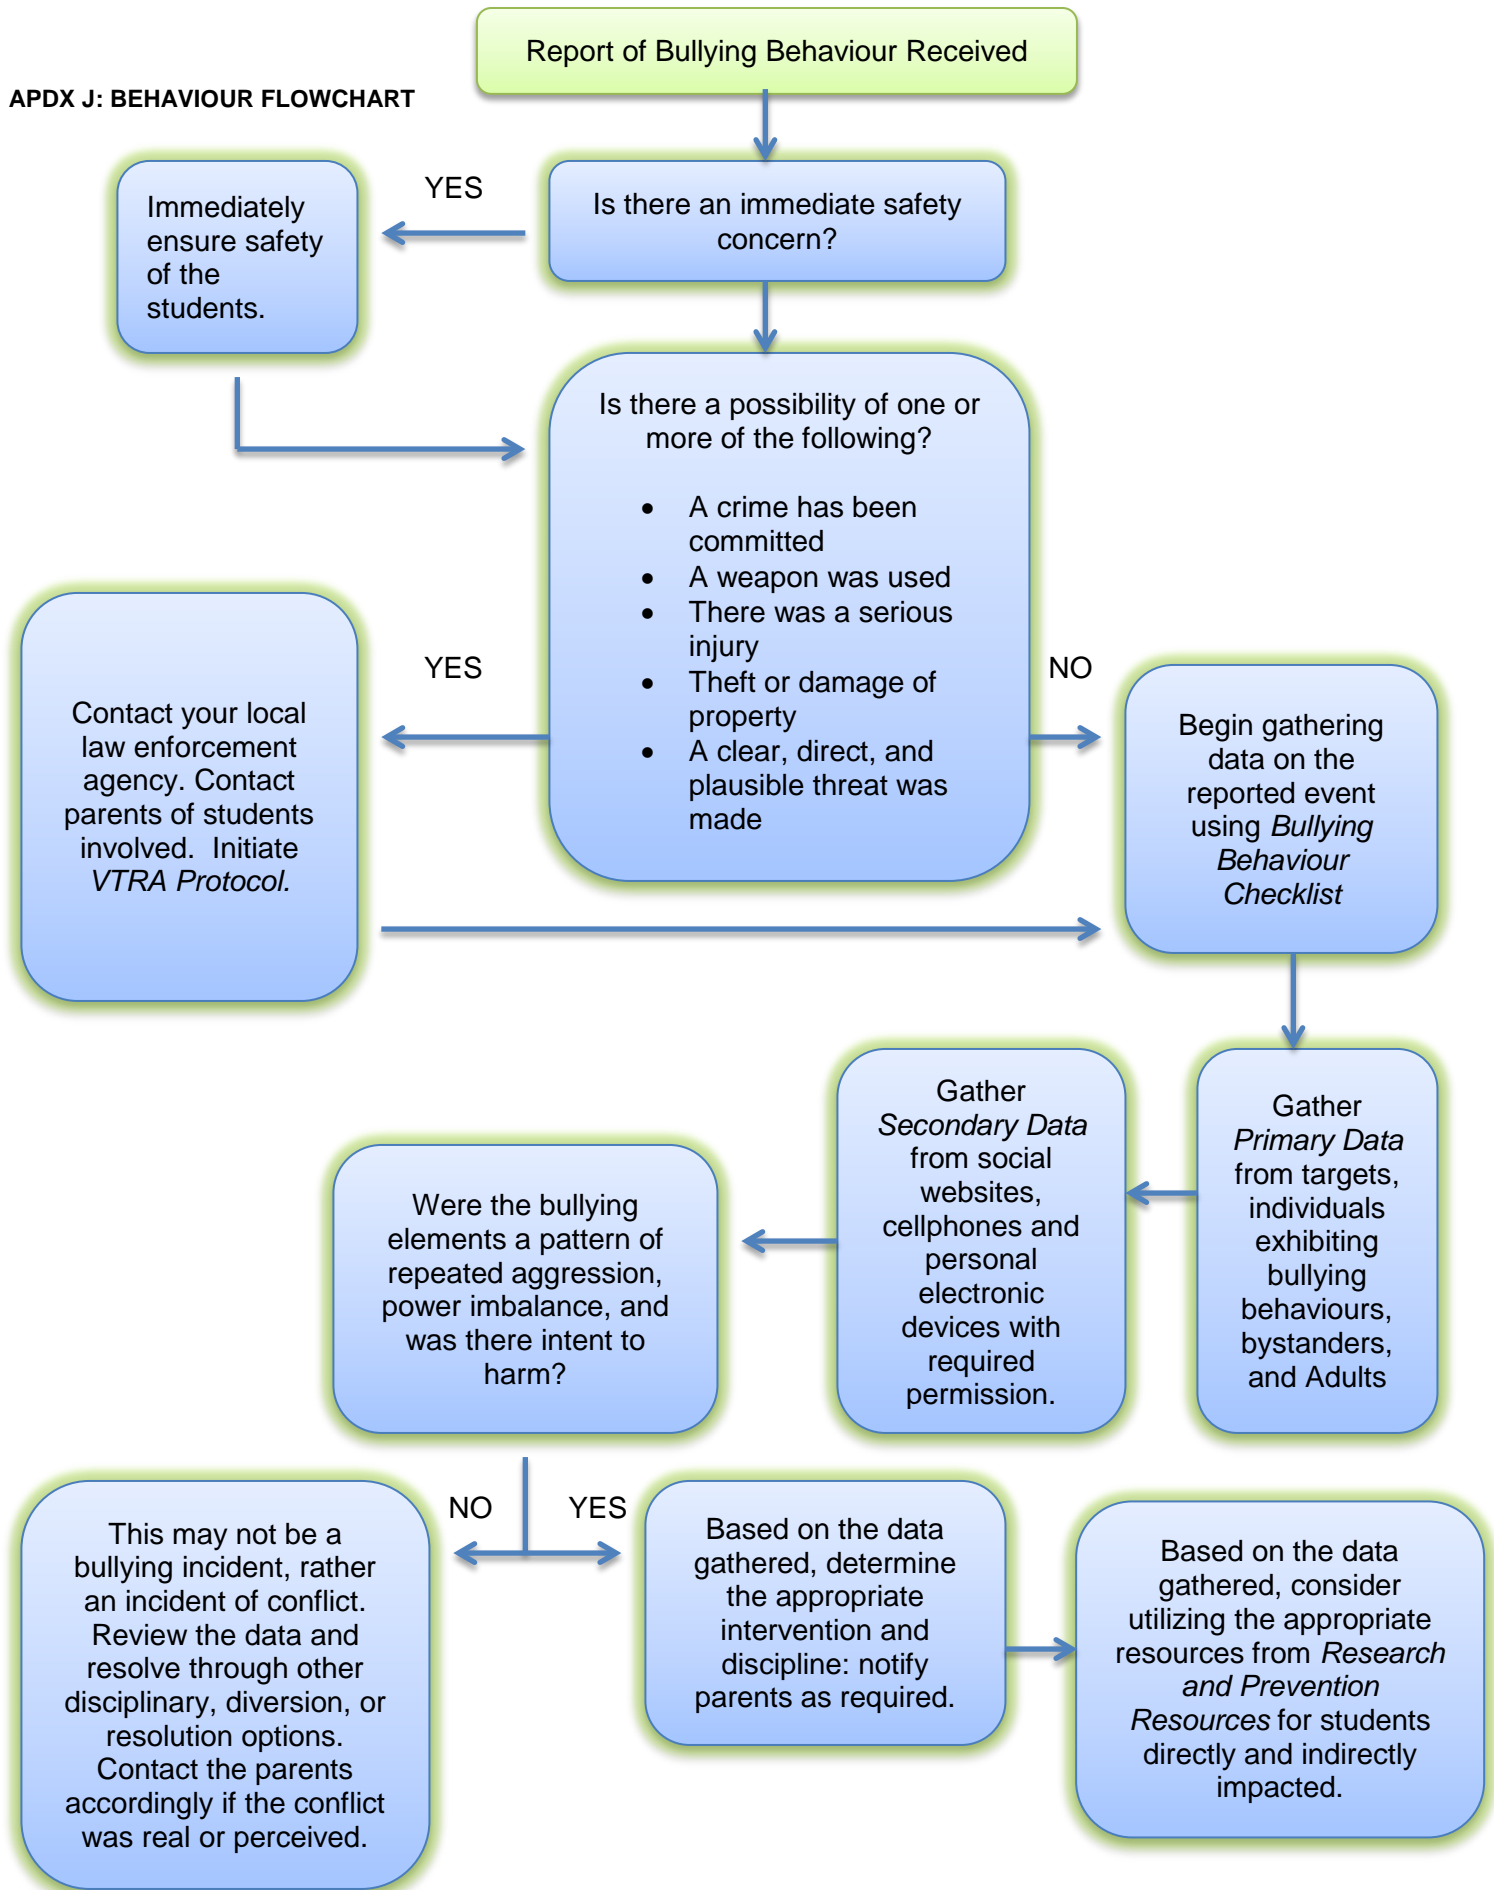 Report of Bullying Behaviour Received
APDX J: BEHAVIOUR FLOWCHART
YES
Is there an immediate safety
concern?
Immediately
ensure safety
of the
students.
Is there a possibility of one or
more of the following?
• A crime has been
committed
• A weapon was used
• There was a serious
injury
• Theft or damage of
property
• A clear, direct, and
plausible threat was
made
YES
NO
Contact your local
law enforcement
agency. Contact
parents of students
involved.  Initiate
VTRA Protocol.
Begin gathering
data on the
reported event
using Bullying
Behaviour
Checklist
Gather
Primary Data
from targets,
individuals
exhibiting
bullying
behaviours,
bystanders,
and Adults
Gather
Secondary Data
from social
websites,
cellphones and
personal
electronic
devices with
required
permission.
Were the bullying
elements a pattern of
repeated aggression,
power imbalance, and
was there intent to
harm?
NO
YES
This may not be a
bullying incident, rather
an incident of conflict.
Review the data and
resolve through other
disciplinary, diversion, or
resolution options.
Contact the parents
accordingly if the conflict
was real or perceived.
Based on the data
gathered, determine
the appropriate
intervention and
discipline: notify
parents as required.
Based on the data
gathered, consider
utilizing the appropriate
resources from Research
and Prevention
Resources for students
directly and indirectly
impacted.